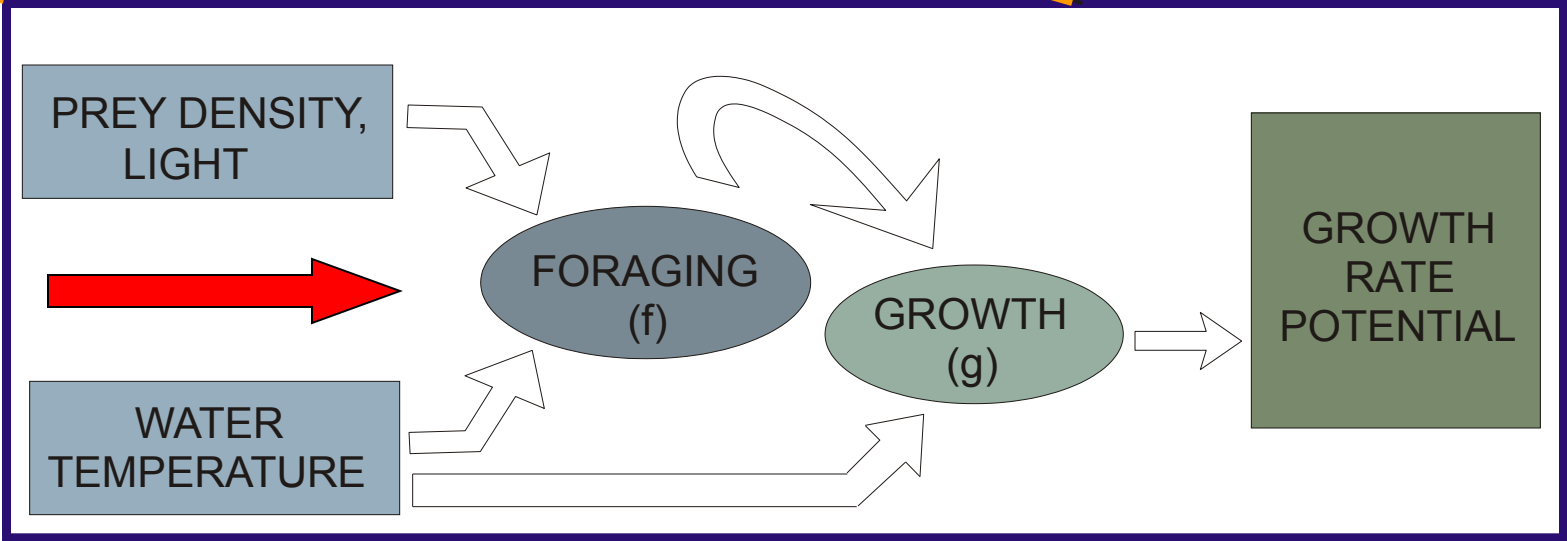 PREY DENSITY,
LIGHT
FORAGING
(f)
GROWTH
(g)
GROWTH
RATE
POTENTIAL
WATER
TEMPERATURE